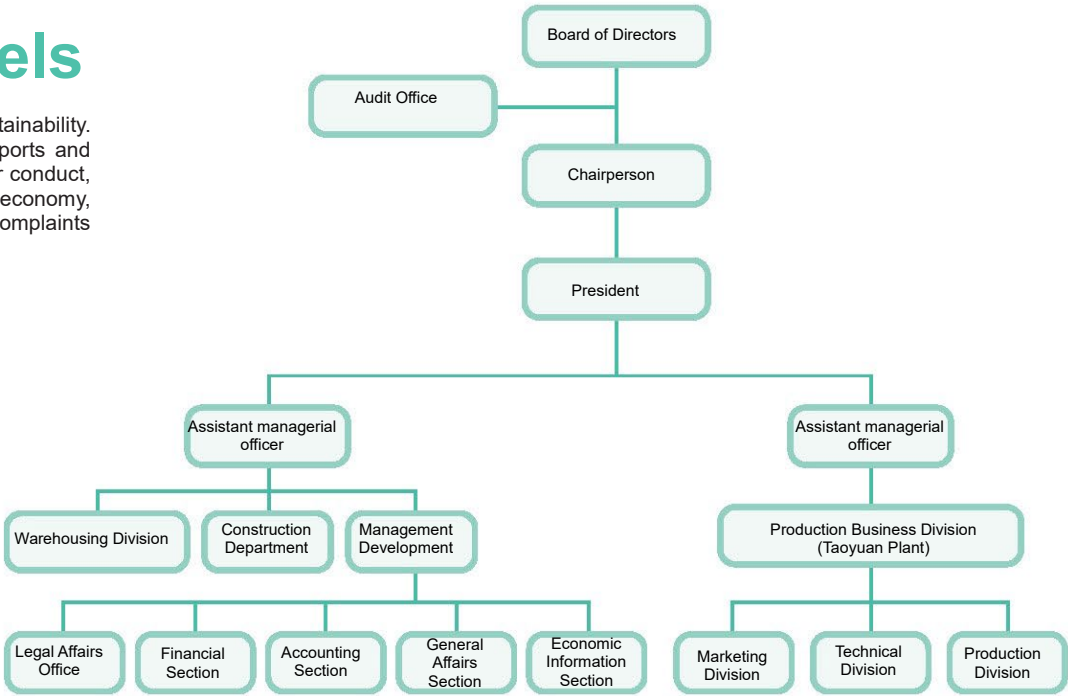 els
tainability.
ports and
r conduct,
economy,
omplaints
Board of Directors
Audit Office
Chairperson
President
Assistant managerial
officer
Assistant managerial
officer
Warehousing Division
Construction
Department
Management
Development
Production Business Division
(Taoyuan Plant)
Legal Affairs
Office
Financial
Section
Accounting
Section
General
Affairs
Section
Economic
Information
Section
Marketing
Division
Technical
Division
Production
Division